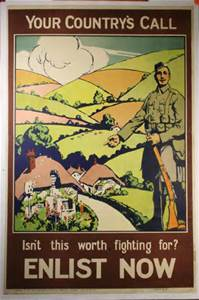 YOUR COUNTRY'S CALL
Isn't this worth fighting for?
ENLIST NOW